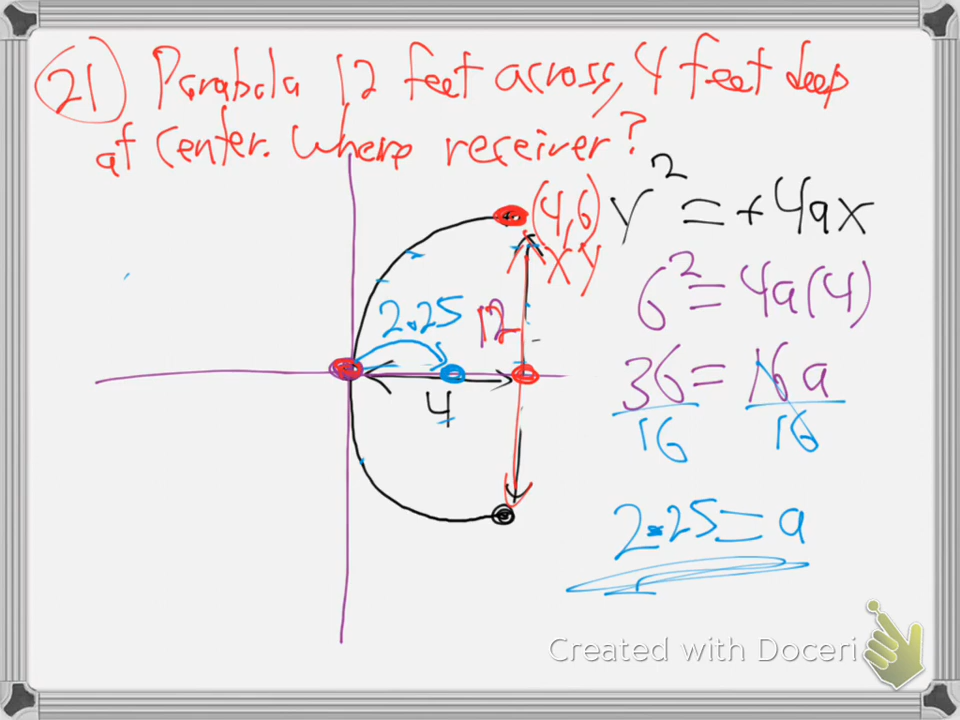 21 Parabola 12 feet across, 4 feet deep
at center. Where receiver?
y² = +4ax
(4,6)
x y
6² = 4a(4)
2.25
12
36 = 16a
4
16 16
2.25 = a
Created with Doceri